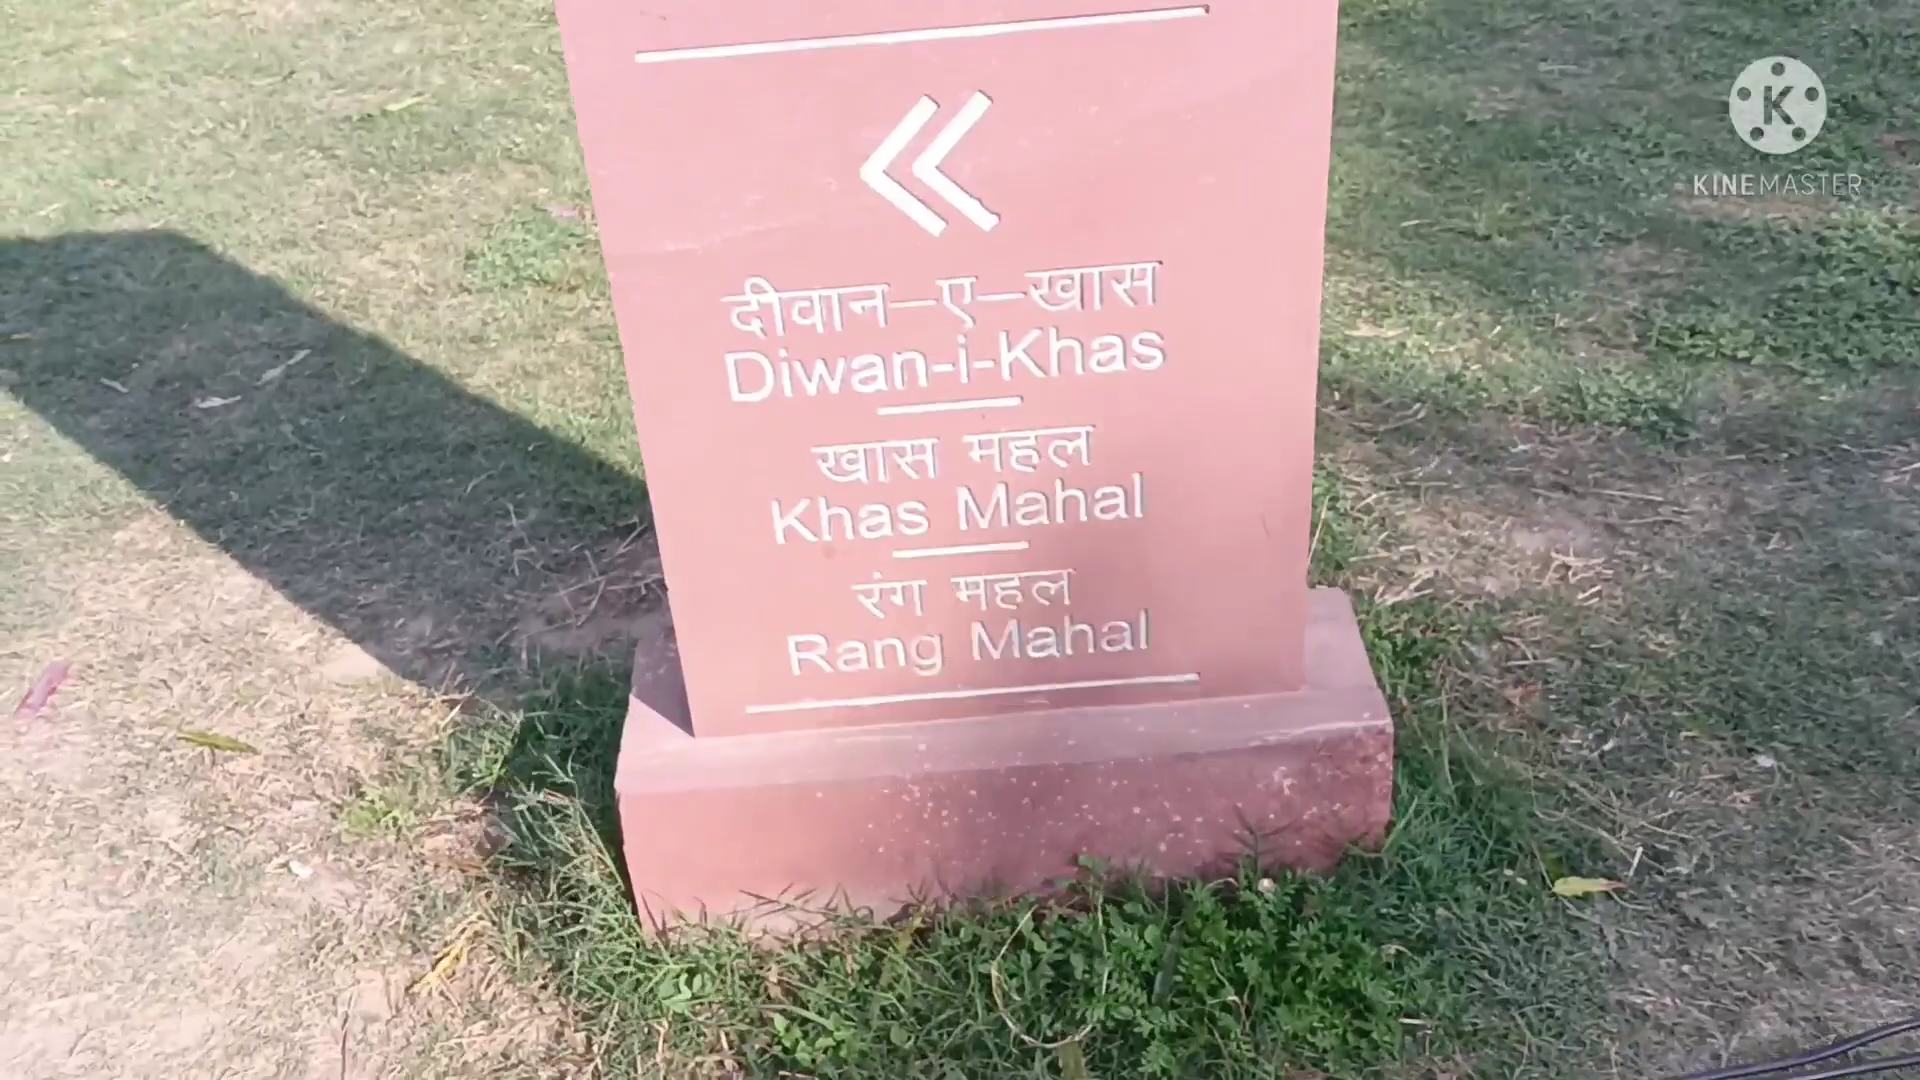 K
KINEMASTER
दीवान–ए–खास
Diwan-i-Khas
खास महल
Khas Mahal
रंग महल
Rang Mahal